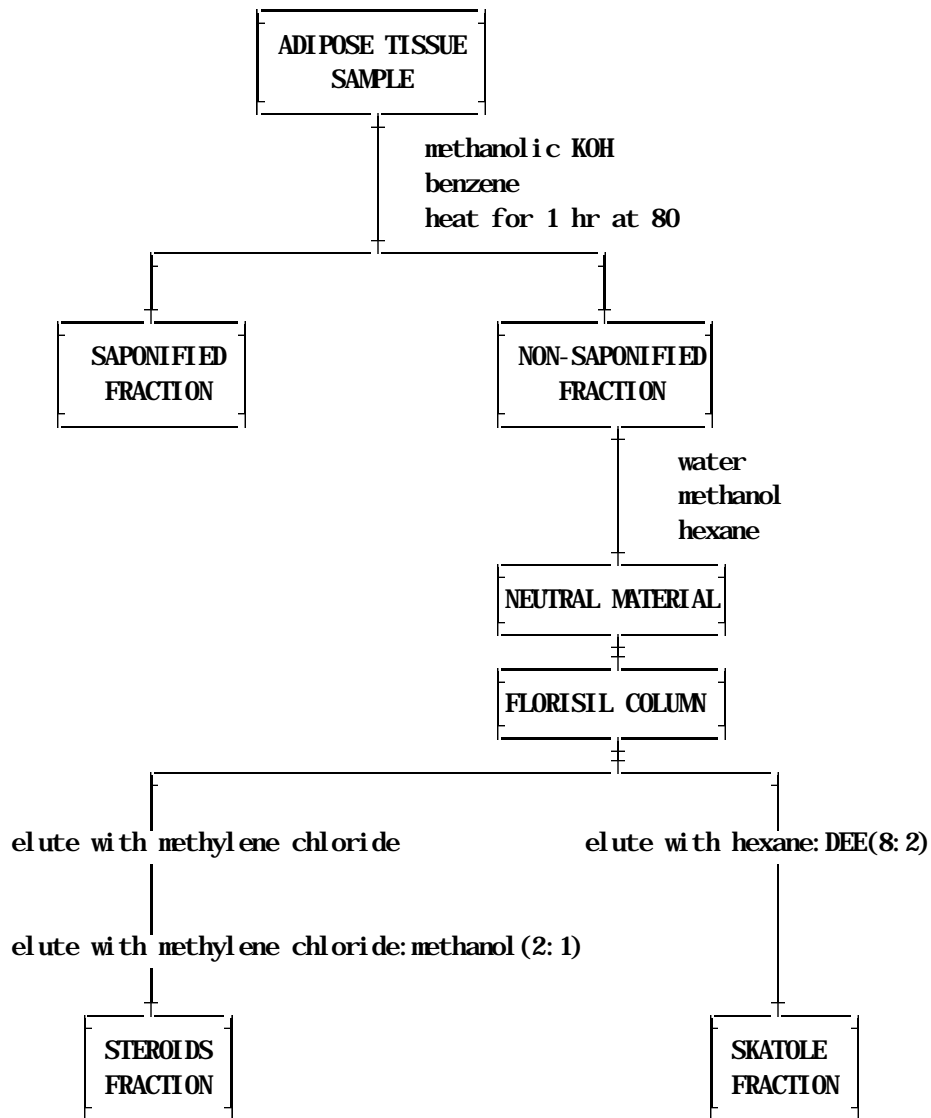 ADIPOSE TISSUE
SAMPLE
methanolic KOH
benzene
heat for 1 hr at 80
SAPONIFIED
FRACTION
NON-SAPONIFIED
FRACTION
water
methanol
hexane
NEUTRAL MATERIAL
FLORISIL COLUMN
elute with methylene chloride
elute with hexane:DEE(8:2)
elute with methylene chloride:methanol(2:1)
STEROIDS
FRACTION
SKATOLE
FRACTION